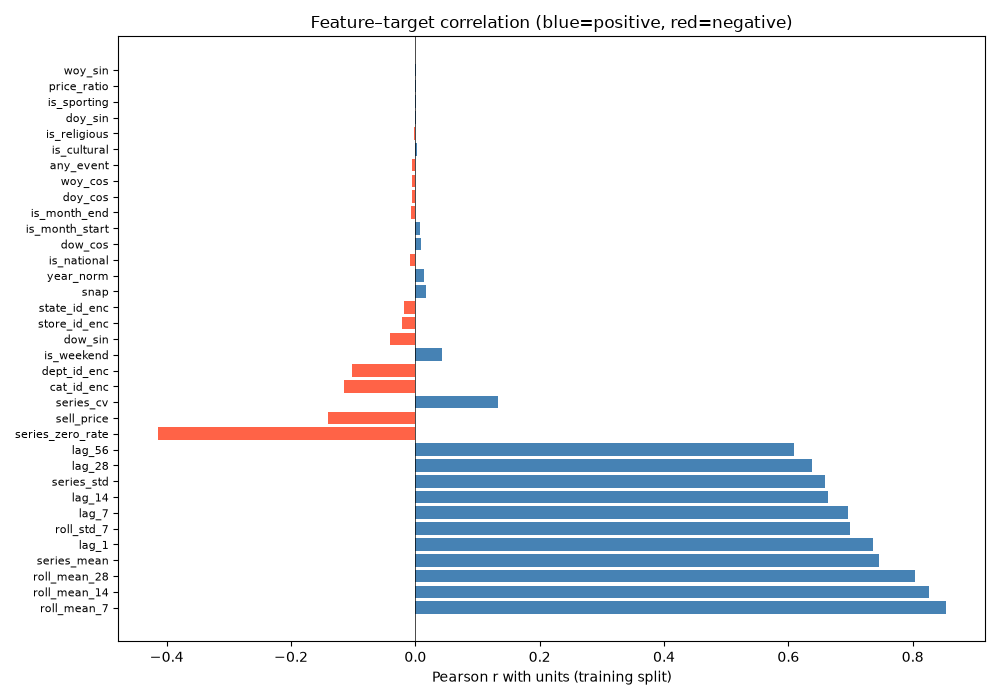 Feature–target correlation (blue=positive, red=negative)
woy_sin
price_ratio
is_sporting
doy_sin
is_religious
is_cultural
any_event
woy_cos
doy_cos
is_month_end
is_month_start
dow_cos
is_national
year_norm
snap
state_id_enc
store_id_enc
dow_sin
is_weekend
dept_id_enc
cat_id_enc
series_cv
sell_price
series_zero_rate
lag_56
lag_28
series_std
lag_14
lag_7
roll_std_7
lag_1
series_mean
roll_mean_28
roll_mean_14
roll_mean_7
−0.4 −0.2 0.0 0.2 0.4 0.6 0.8
Pearson r with units (training split)